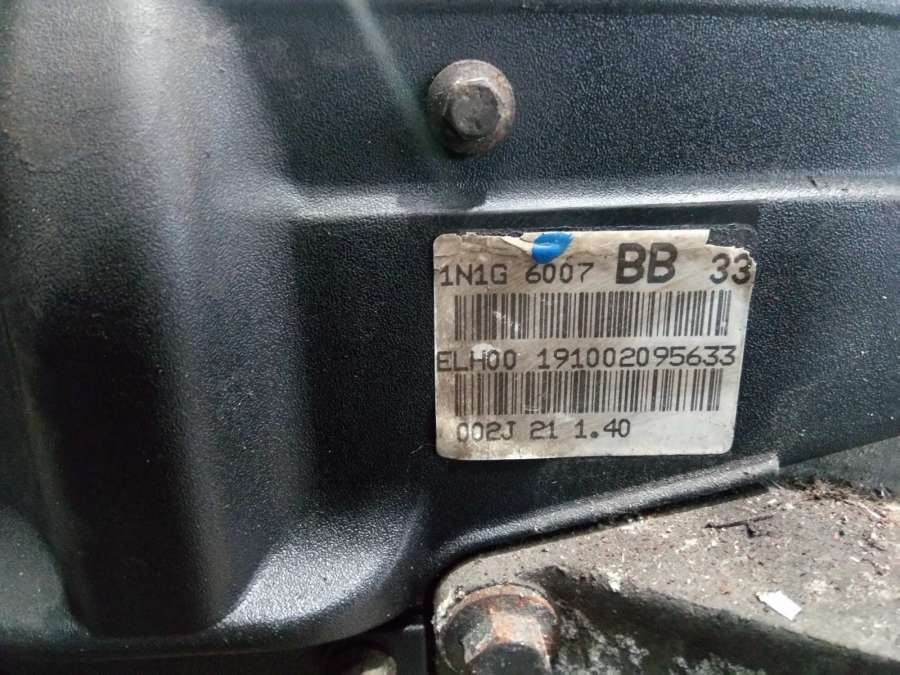 1N1G 6007 BB 33
ELH00 191002095633
002J 21 1.40